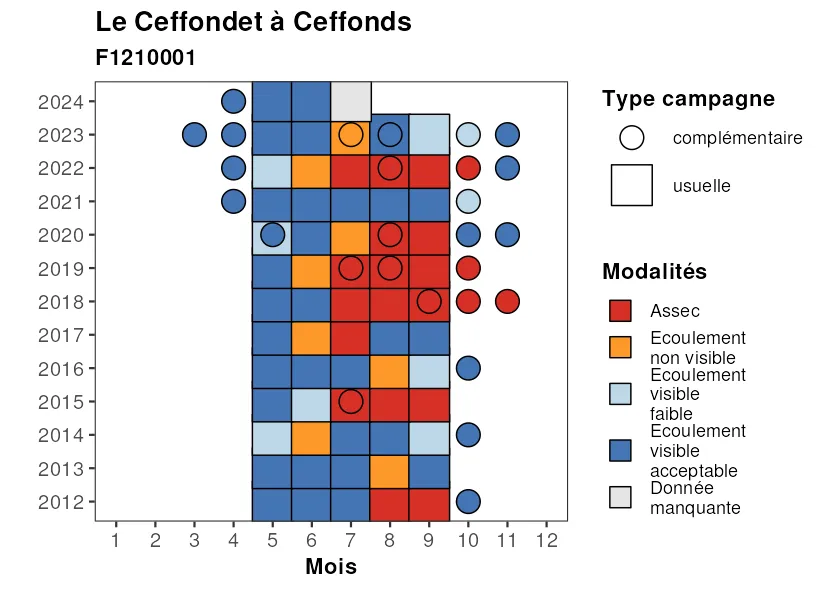 Le Ceffondet à Ceffonds
F1210001
2024
2023
2022
2021
2020
2019
2018
2017
2016
2015
2014
2013
2012
1 2 3 4 5 6 7 8 9 10 11 12
Mois
Type campagne
complémentaire
usuelle
Modalités
Assec
Ecoulement
non visible
Ecoulement
visible
faible
Ecoulement
visible
acceptable
Donnée
manquante